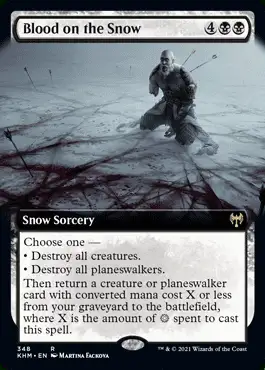 Blood on the Snow 4
Snow Sorcery
Choose one —
• Destroy all creatures.
• Destroy all planeswalkers.
Then return a creature or planeswalker
card with converted mana cost X or less
from your graveyard to the battlefield,
where X is the amount of spent to cast
this spell.
348 R
KHM • EN MARTINA FAČKOVÁ
™ & © 2021 Wizards of the Coast